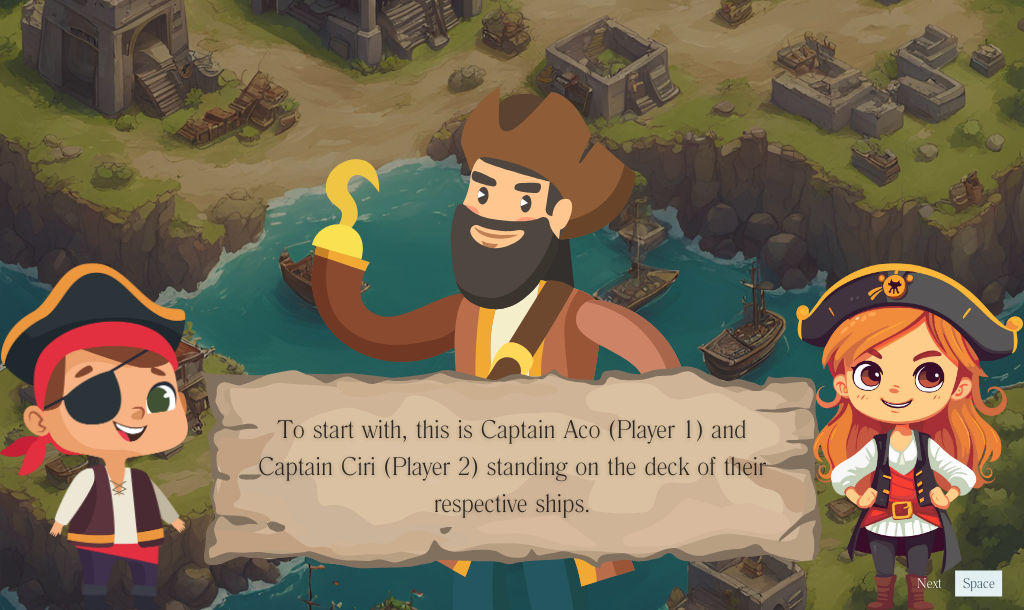 To start with, this is Captain Aco (Player 1) and
Captain Ciri (Player 2) standing on the deck of their
respective ships.
Next Space